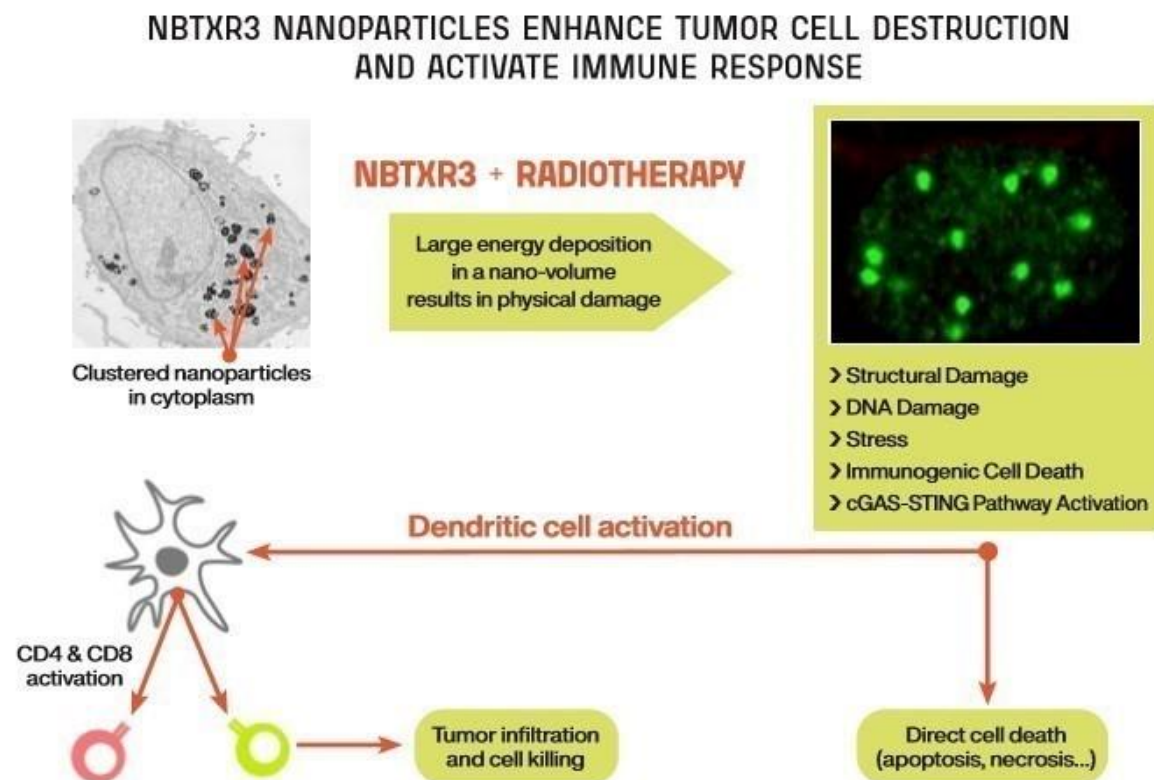 NBTXR3 NANOPARTICLES ENHANCE TUMOR CELL DESTRUCTION
AND ACTIVATE IMMUNE RESPONSE
NBTXR3 + RADIOTHERAPY
Large energy deposition
in a nano-volume
results in physical damage
Clustered nanoparticles
in cytoplasm
❯ Structural Damage
❯ DNA Damage
❯ Stress
❯ Immunogenic Cell Death
❯ cGAS-STING Pathway Activation
Dendritic cell activation
CD4 & CD8
activation
Tumor infiltration
and cell killing
Direct cell death
(apoptosis, necrosis...)